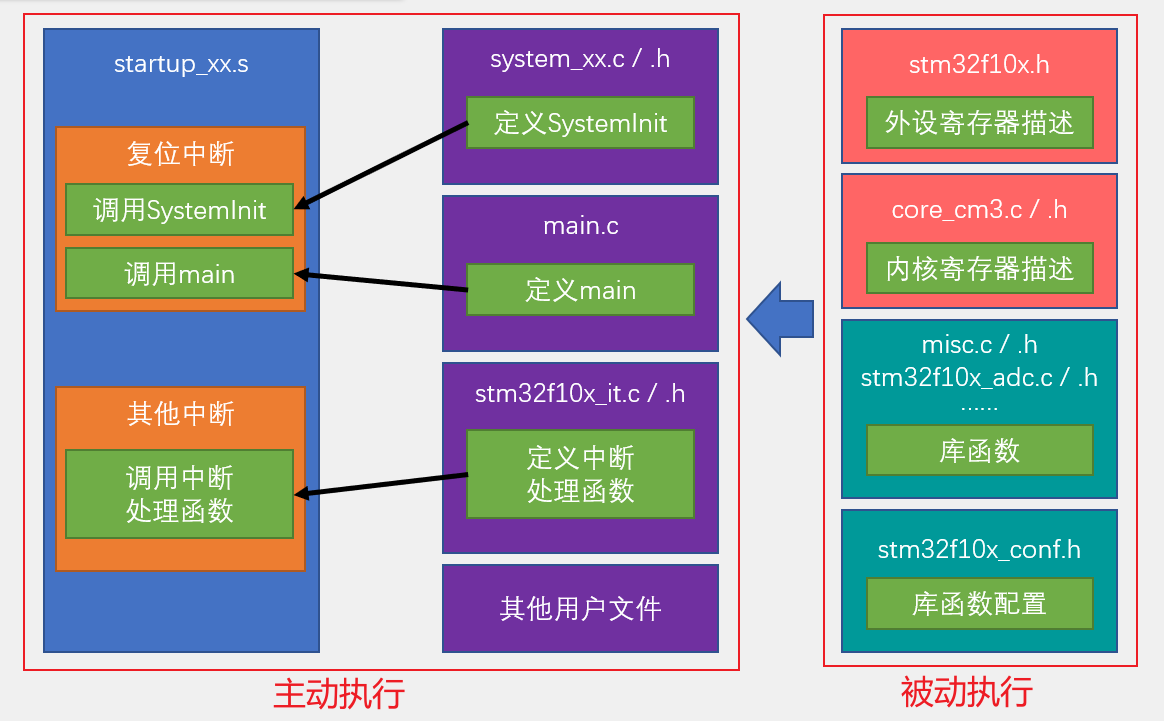 startup_xx.s
复位中断
调用SystemInit
调用main
其他中断
调用中断
处理函数
system_xx.c / .h
定义SystemInit
main.c
定义main
stm32f10x_it.c / .h
定义中断
处理函数
其他用户文件
主动执行
stm32f10x.h
外设寄存器描述
core_cm3.c / .h
内核寄存器描述
misc.c / .h
stm32f10x_adc.c / .h
……
库函数
stm32f10x_conf.h
库函数配置
被动执行